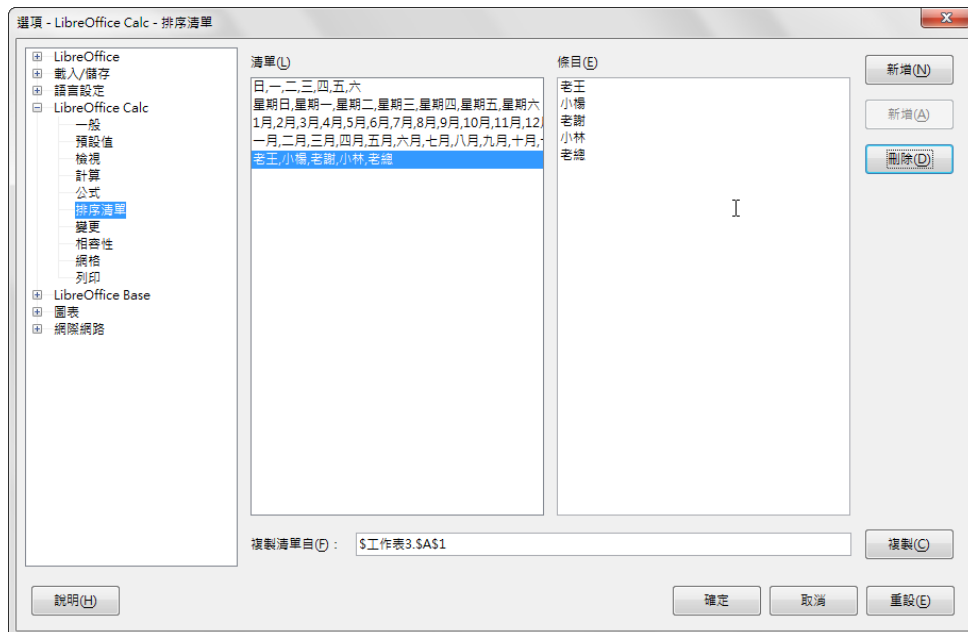 選項 - LibreOffice Calc - 排序清單
LibreOffice
載入/儲存
語言設定
LibreOffice Calc
一般
預設值
檢視
計算
公式
排序清單
變更
相容性
網格
列印
LibreOffice Base
圖表
網際網路
清單(L)
日,一,二,三,四,五,六
星期日,星期一,星期二,星期三,星期四,星期五,星期六
1月,2月,3月,4月,5月,6月,7月,8月,9月,10月,11月,12
一月,二月,三月,四月,五月,六月,七月,八月,九月,十月,
老王,小楊,老謝,小林,老總
條目(E)
老王
小楊
老謝
小林
老總
新增(N)
新增(A)
刪除(D)
複製清單自(F)：
$工作表3.$A$1
複製(C)
說明(H)
確定
取消
重設(E)